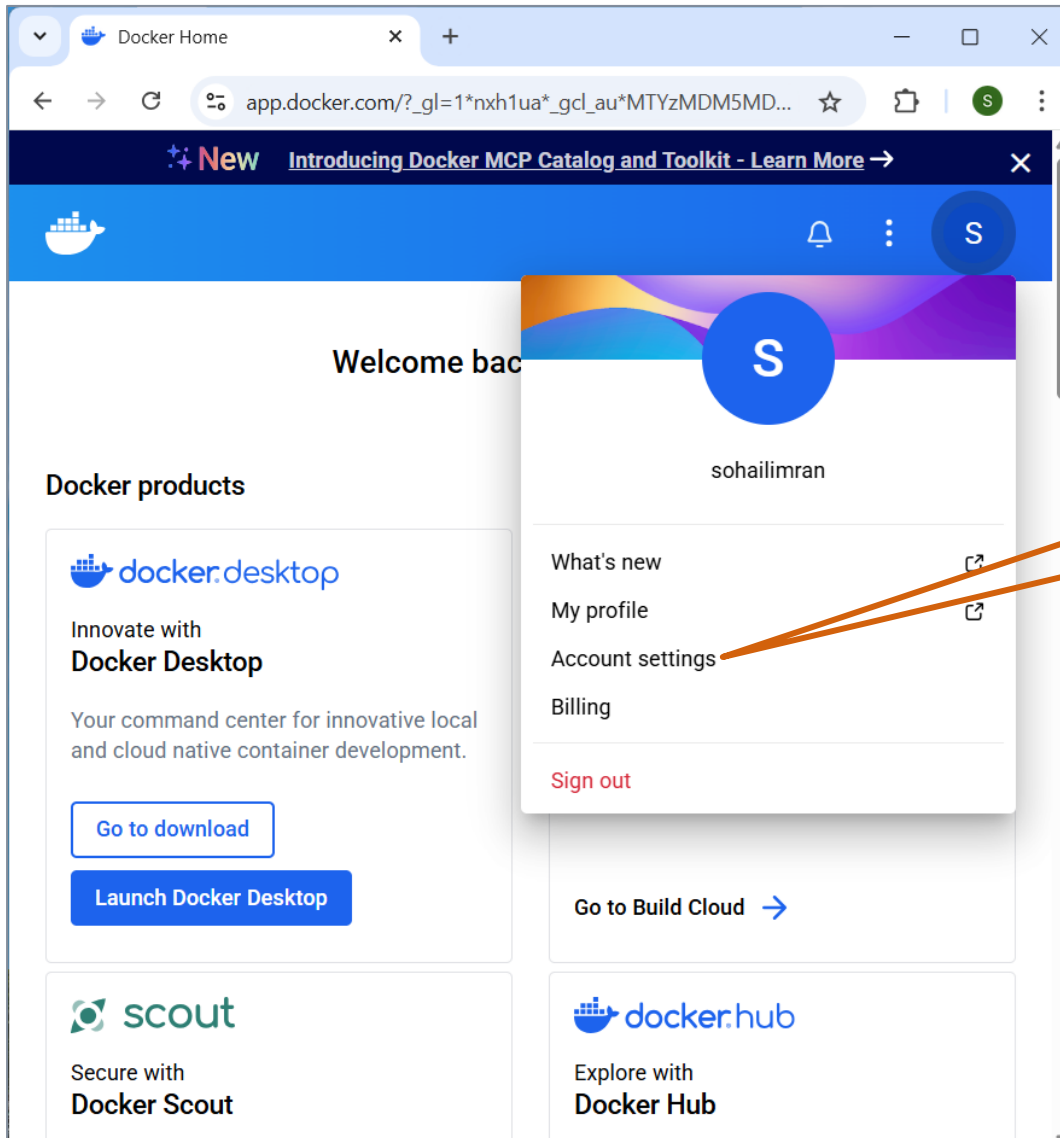 Docker Home
app.docker.com/?_gl=1*nxh1ua*_gcl_au*MTYzMDM5MD...
S
New Introducing Docker MCP Catalog and Toolkit - Learn More
S
Welcome bac
S
sohailimran
What's new
My profile
Account settings
Billing
Sign out
Docker products
docker.desktop
Innovate with
Docker Desktop
Your command center for innovative local
and cloud native container development.
Go to download
Launch Docker Desktop
Go to Build Cloud
scout
Secure with
Docker Scout
docker.hub
Explore with
Docker Hub